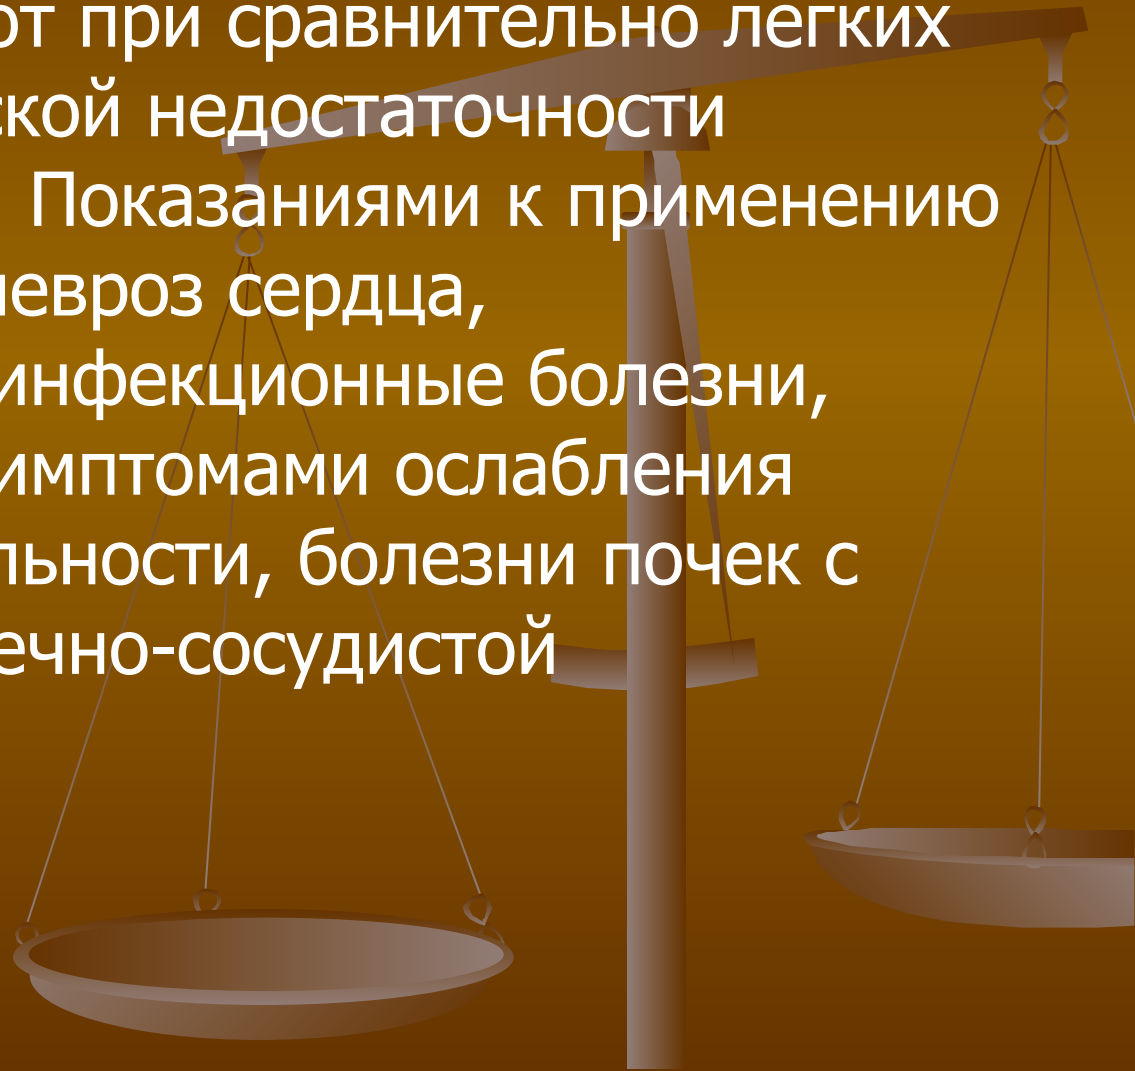 от при сравнительно легких
ской недостаточности
Показаниями к применению
невроз сердца,
инфекционные болезни,
имптомами ослабления
льности, болезни почек с
ечно-сосудистой